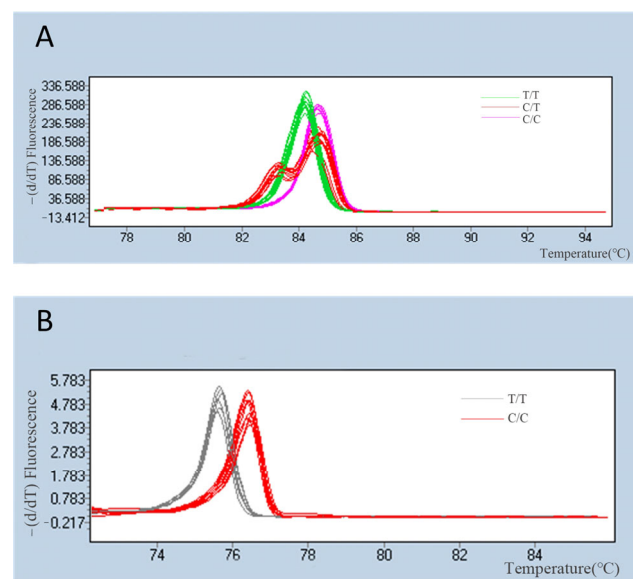 A
336.588
286.588
236.588
186.588
136.588
86.588
36.588
-13.412
−(d/dT) Fluorescence
T/T
C/T
C/C
78 80 82 84 86 88 90 92 94
Temperature(℃)
B
5.783
4.783
3.783
2.783
1.783
0.783
-0.217
−(d/dT) Fluorescence
T/T
C/C
74 76 78 80 82 84
Temperature(℃)